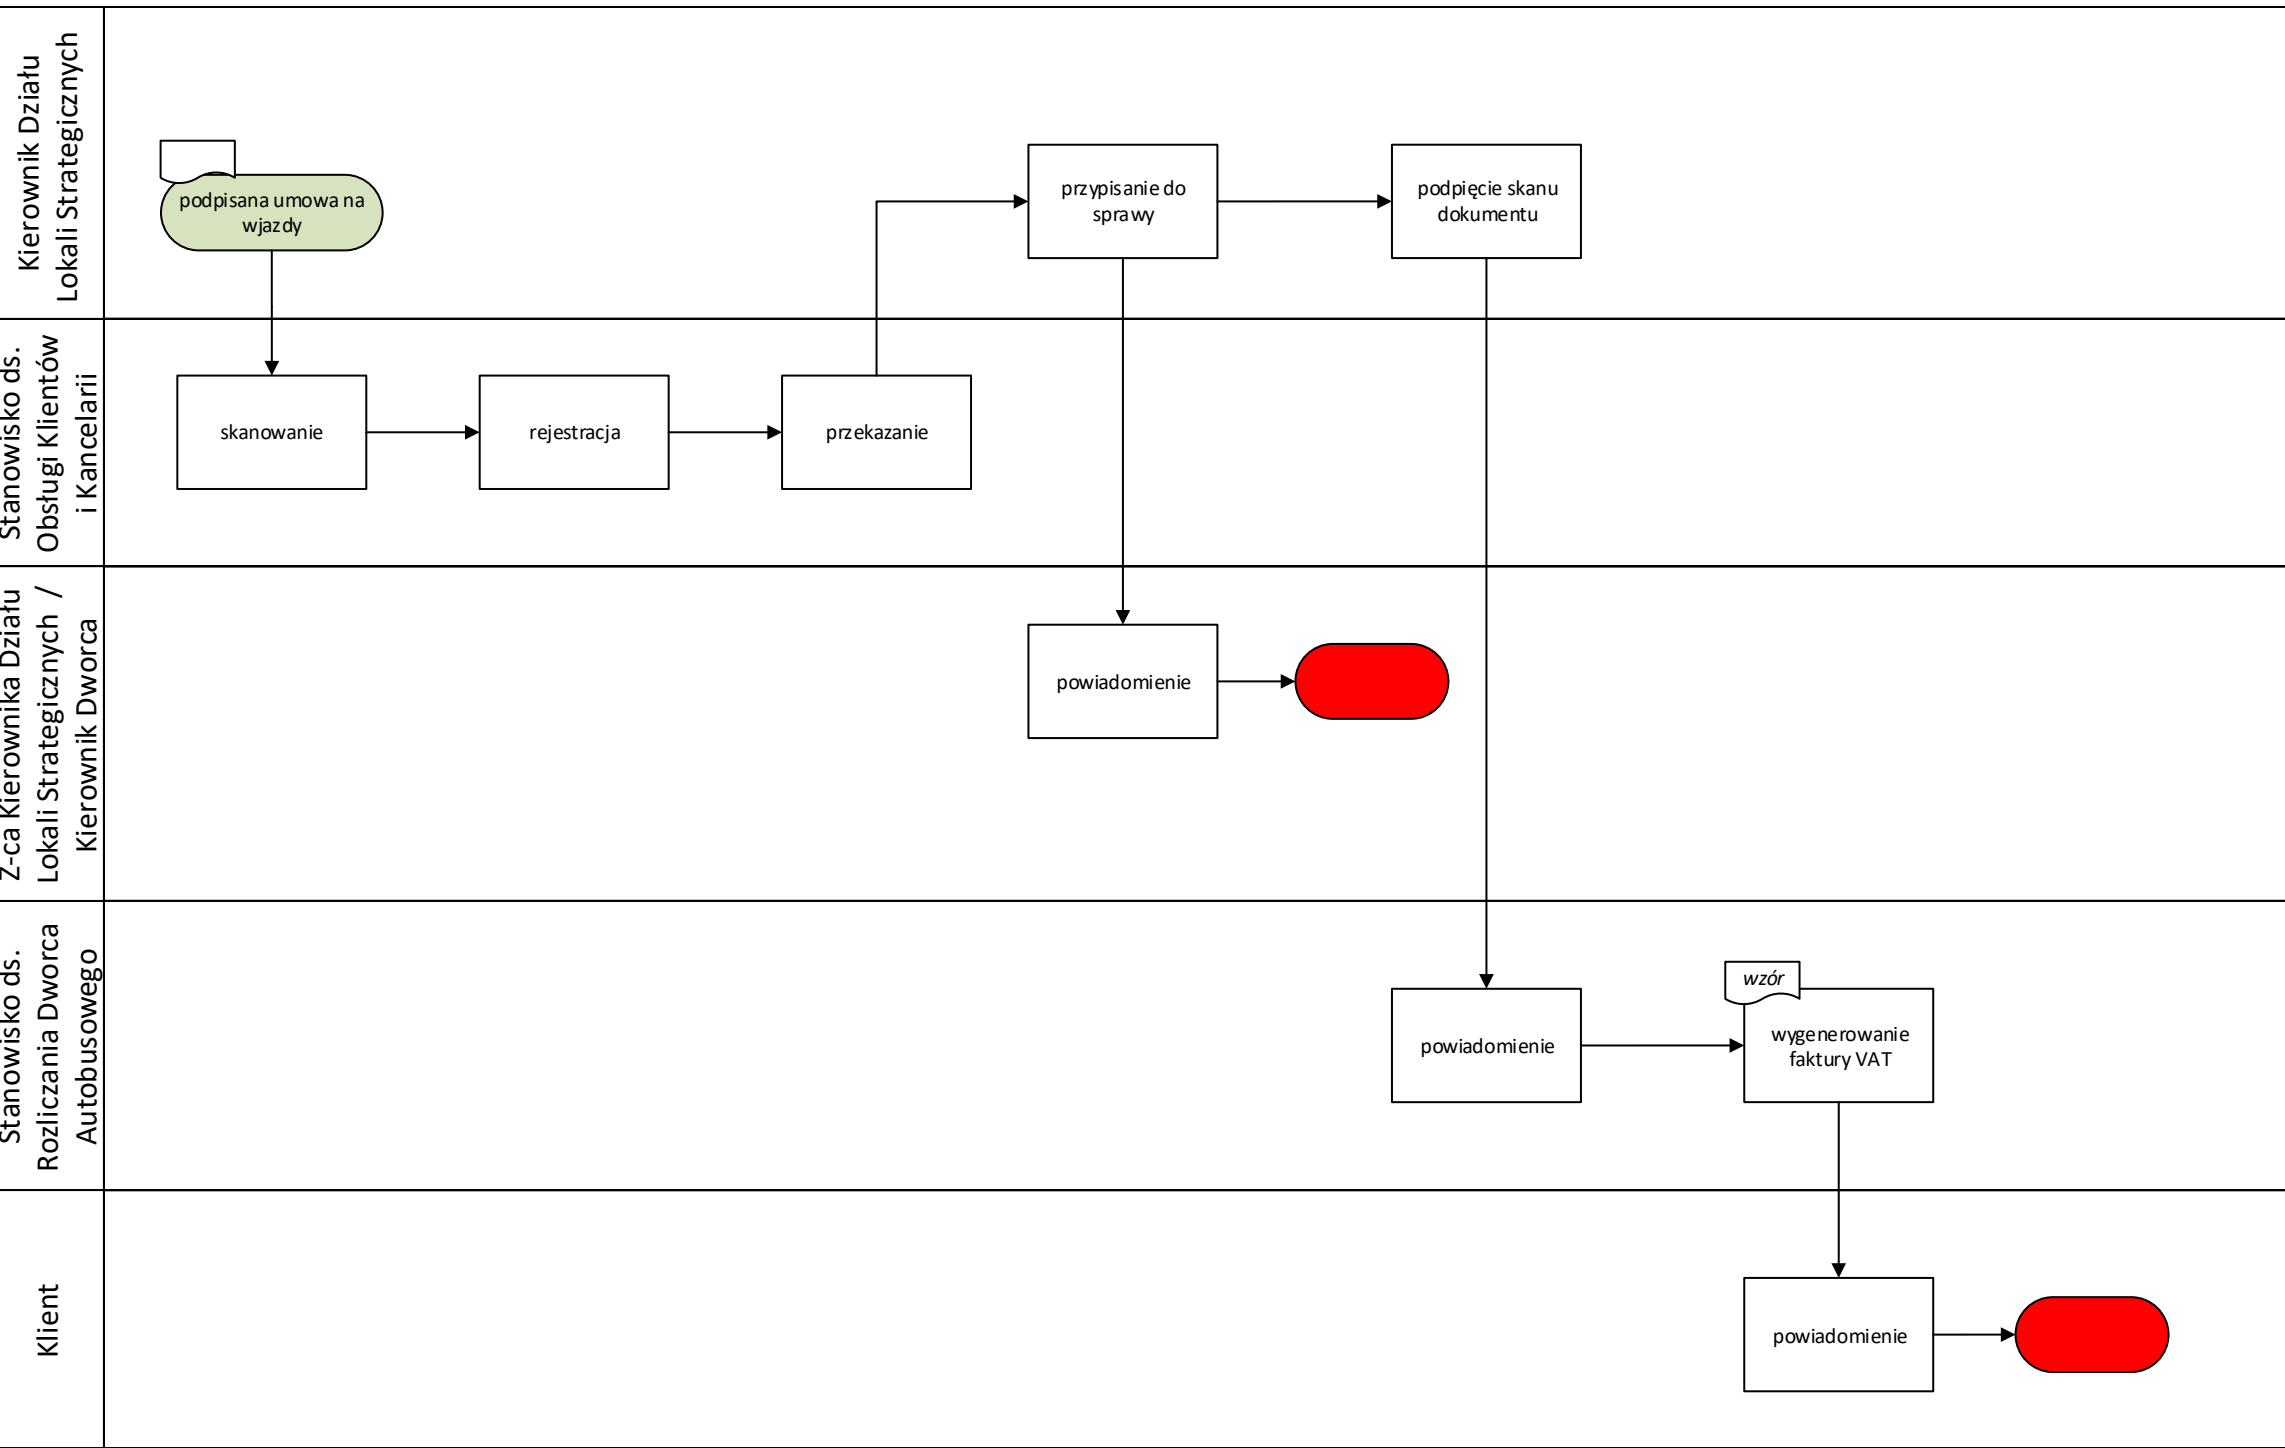 Kierownik Działu
Lokali Strategicznych
podpisana umowa na
wjazdy
przypisanie do
sprawy
podpięcie skanu
dokumentu
Stanowisko ds.
Obsługi Klientów
i Kancelarii
skanowanie
rejestracja
przekazanie
Z-ca Kierownika Działu
Lokali Strategicznych /
Kierownik Dworca
powiadomienie
Stanowisko ds.
Rozliczania Dworca
Autobusowego
powiadomienie
wzór
wygenerowanie
faktury VAT
Klient
powiadomienie